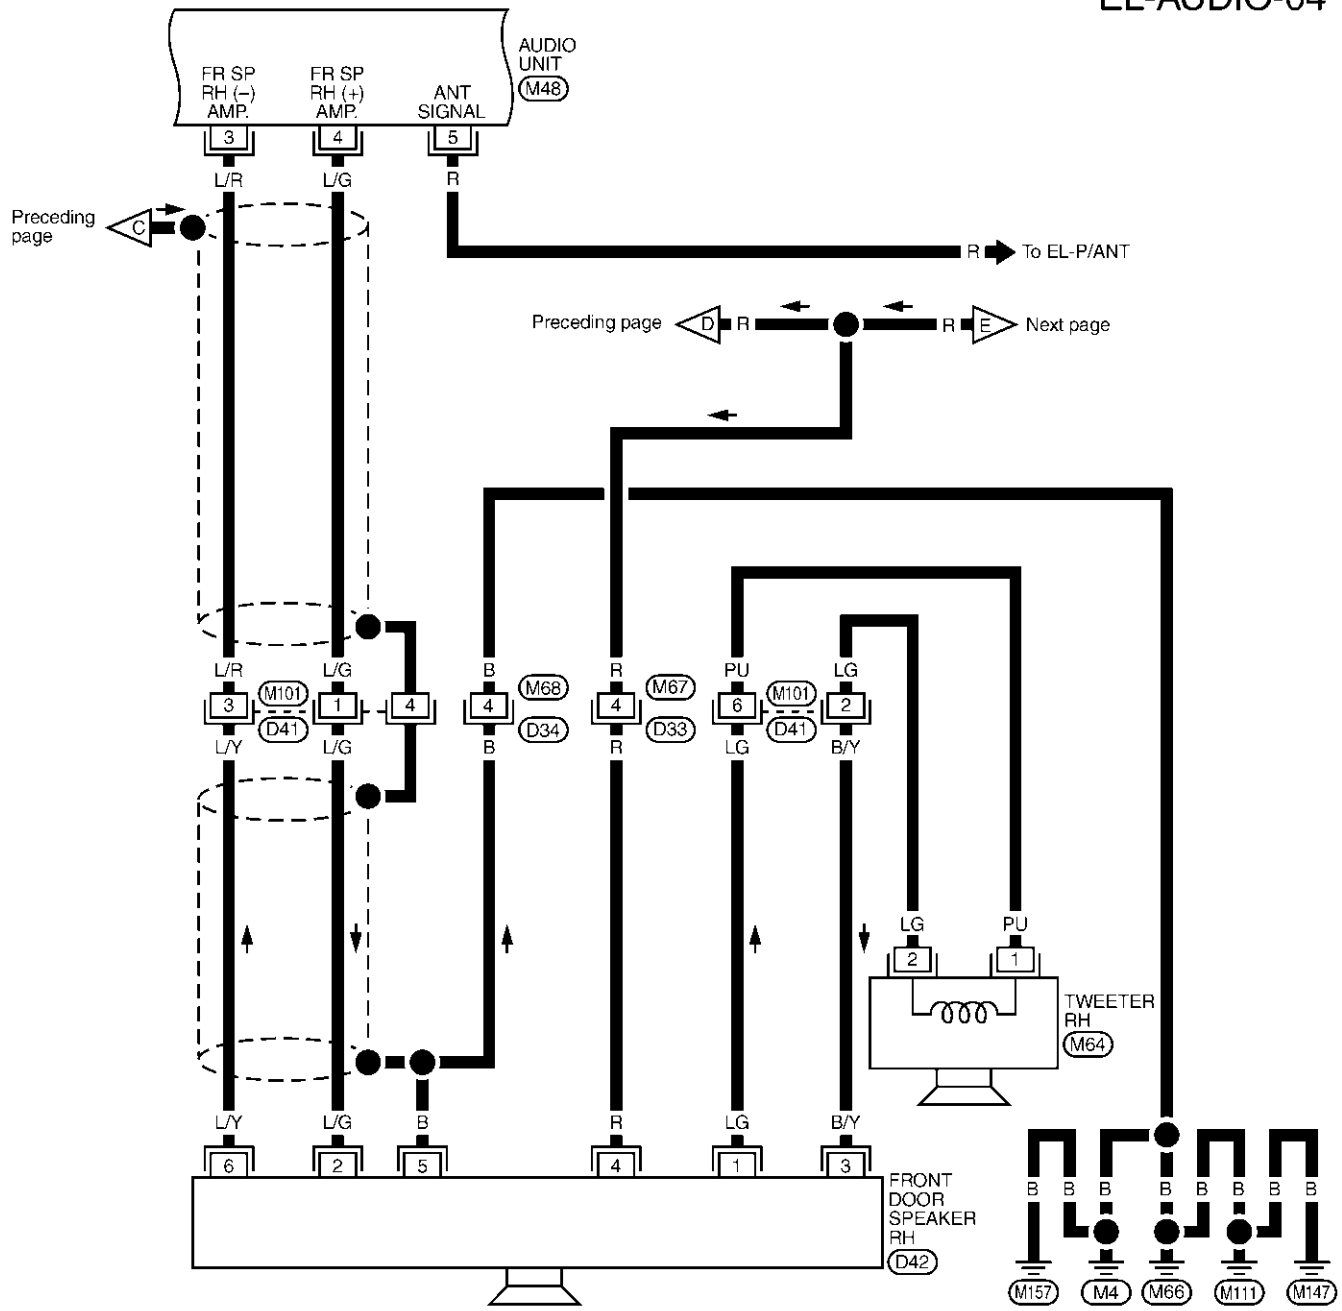 EL-AUDIO-04
AUDIO
UNIT
M48
FR SP
RH (–)
AMP.
FR SP
RH (+)
AMP.
ANT
SIGNAL
3 4 5
L/R L/G R
Preceding
page
C
R To EL-P/ANT
Preceding page D R R E Next page
L/R L/G B R PU LG
3 M101 1 4 4 M68 4 M67 6 M101 2
D41 D34 D33 D41
L/Y L/G B R LG B/Y
LG PU
2 1
TWEETER
RH
M64
L/Y L/G B R LG B/Y
6 2 5 4 1 3
FRONT
DOOR
SPEAKER
RH
D42
B B B B B B B B
M157 M4 M66 M111 M147